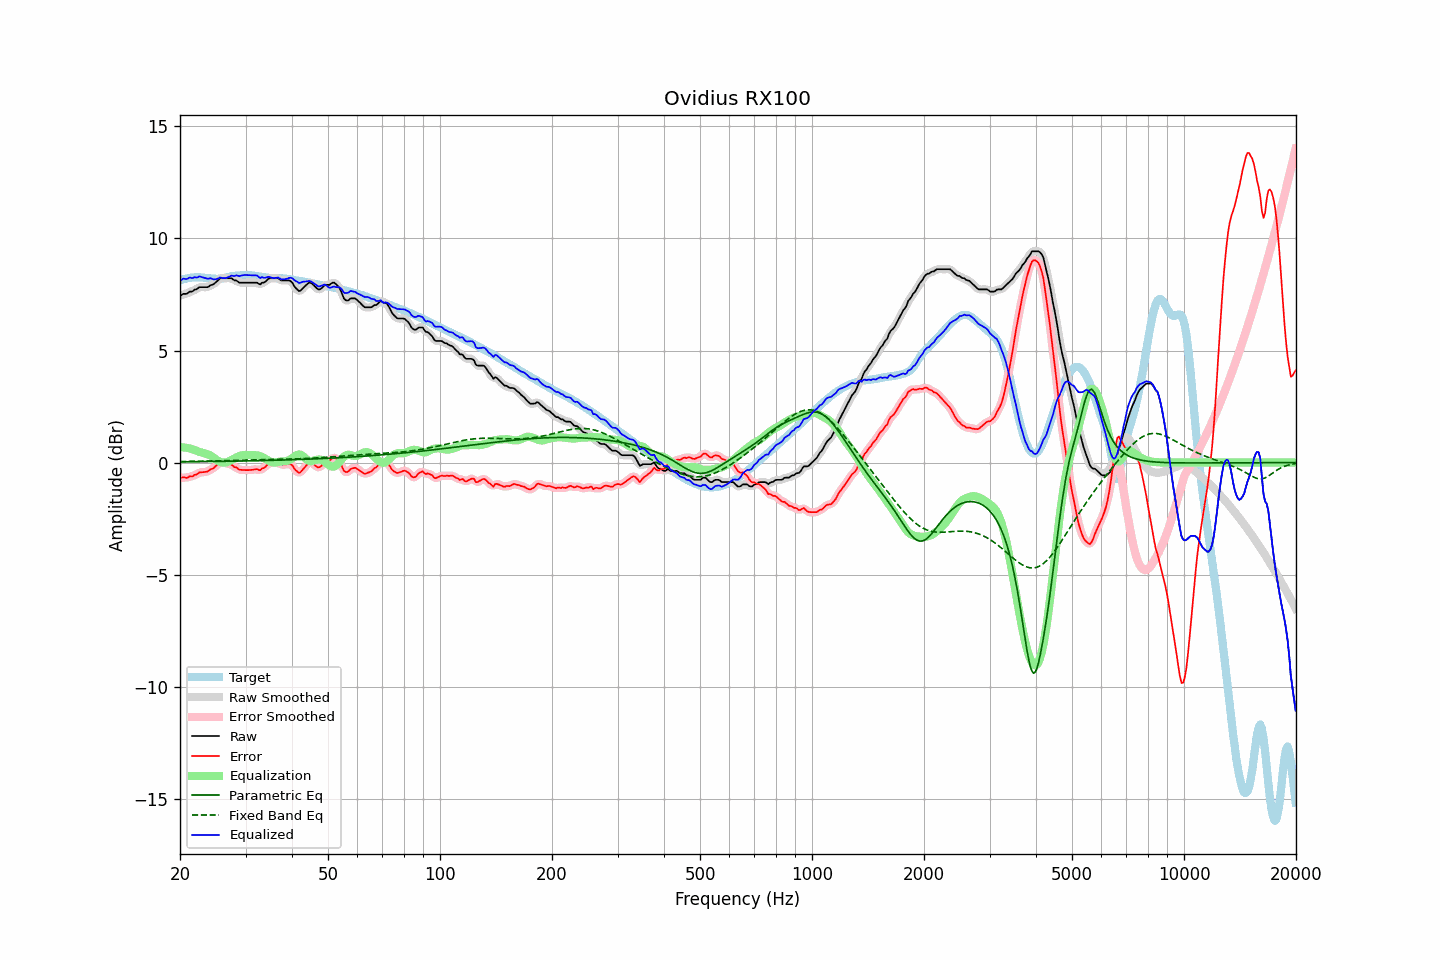 Ovidius RX100
Amplitude (dBr)
15
10
5
0
−5
−10
−15
Target
Raw Smoothed
Error Smoothed
Raw
Error
Equalization
Parametric Eq
Fixed Band Eq
Equalized
20 50 100 200 500 1000 2000 5000 10000 20000
Frequency (Hz)